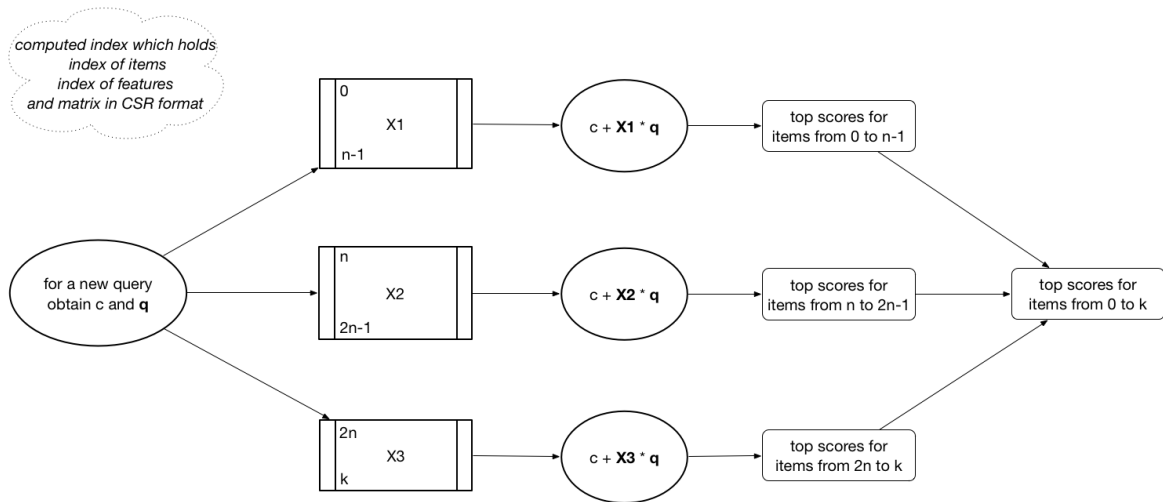 computed index which holds
index of items
index of features
and matrix in CSR format
for a new query
obtain c and q
0
X1
n-1
c + X1 * q
top scores for
items from 0 to n-1
n
X2
2n-1
c + X2 * q
top scores for
items from n to 2n-1
2n
X3
k
c + X3 * q
top scores for
items from 2n to k
top scores for
items from 0 to k